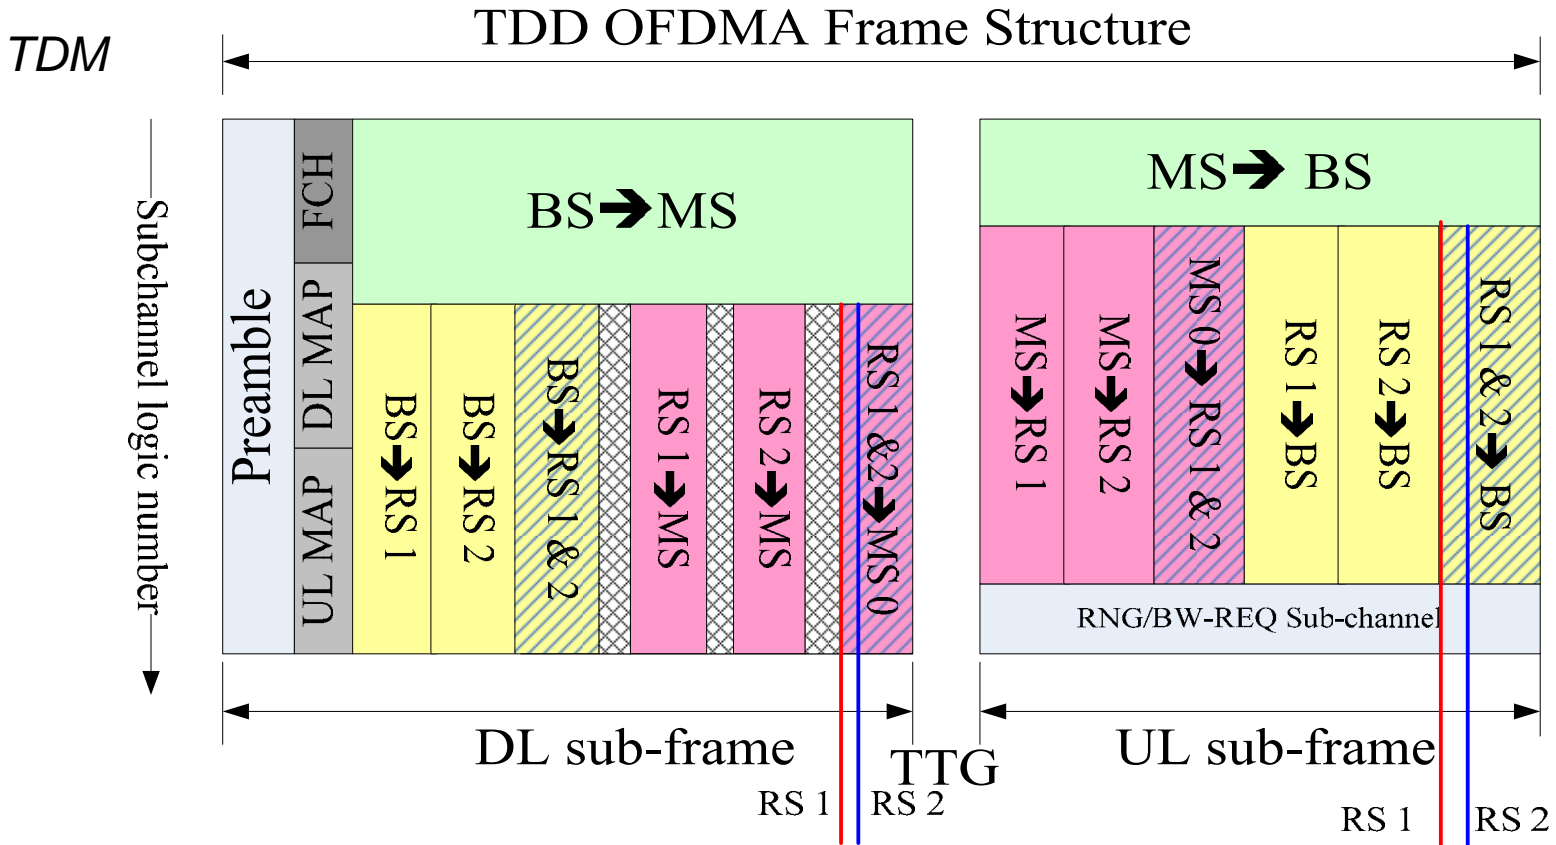 TDM
TDD OFDMA Frame Structure
Subchannel logic number
Preamble
FCH
DL MAP
UL MAP
BS➔MS
BS➔RS 1
BS➔RS 2
BS➔RS 1 & 2
RS 1➔MS
RS 2➔MS
RS 1 &2➔MS 0
MS➔ BS
MS➔RS 1
MS➔RS 2
MS 0➔ RS 1 & 2
RS 1➔BS
RS 2➔BS
RS 1 & 2➔ BS
RNG/BW-REQ Sub-channel
DL sub-frame
TTG
UL sub-frame
RS 1
RS 2
RS 1
RS 2